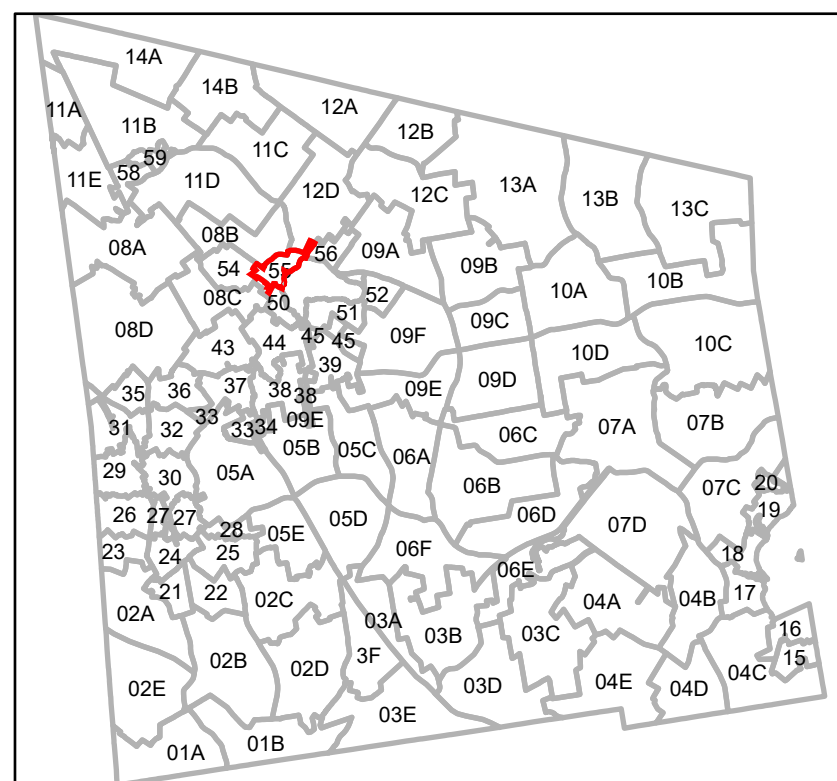 14A
14B
11A
12A
11B
12B
59
11C
58
11E
11D
12D
12C
13A
13B
13C
08B
08A
56
09A
54
55
09B
10B
10A
08C
50
52
51
08D
09F
09C
44
45
45
43
10D
10C
39
09D
37
38
38
09E
35
36
31
32
33
33
34
09E
05B
05C
06C
07A
07B
06A
29
30
05A
06B
07C
20
19
26
27
27
05D
06D
07D
28
05E
23
24
25
06F
18
06E
21
22
02C
02A
17
04A
04B
03A
03B
03C
16
02B
3F
15
02D
04C
02E
03D
04E
04D
03E
01A
01B